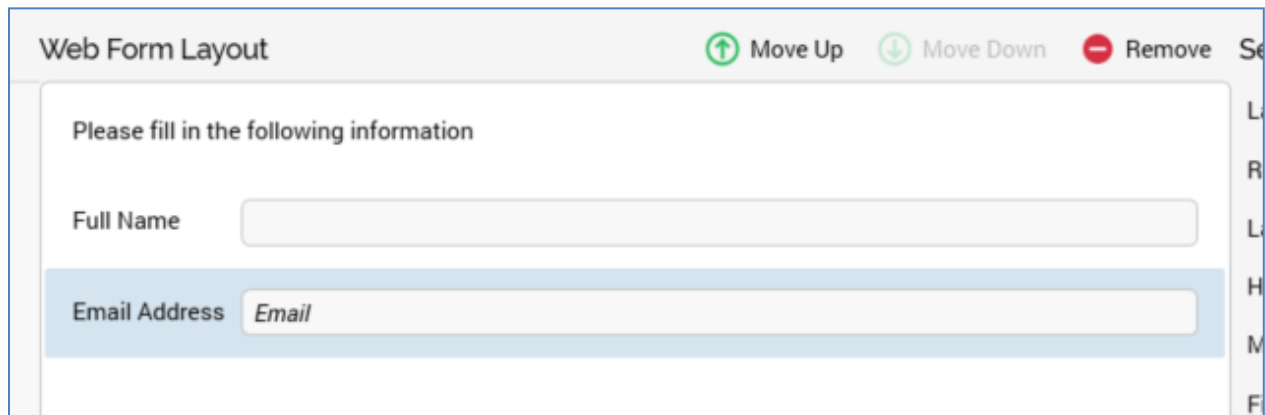 Web Form Layout Move Up Move Down Remove
Please fill in the following information
Full Name
Email Address Email